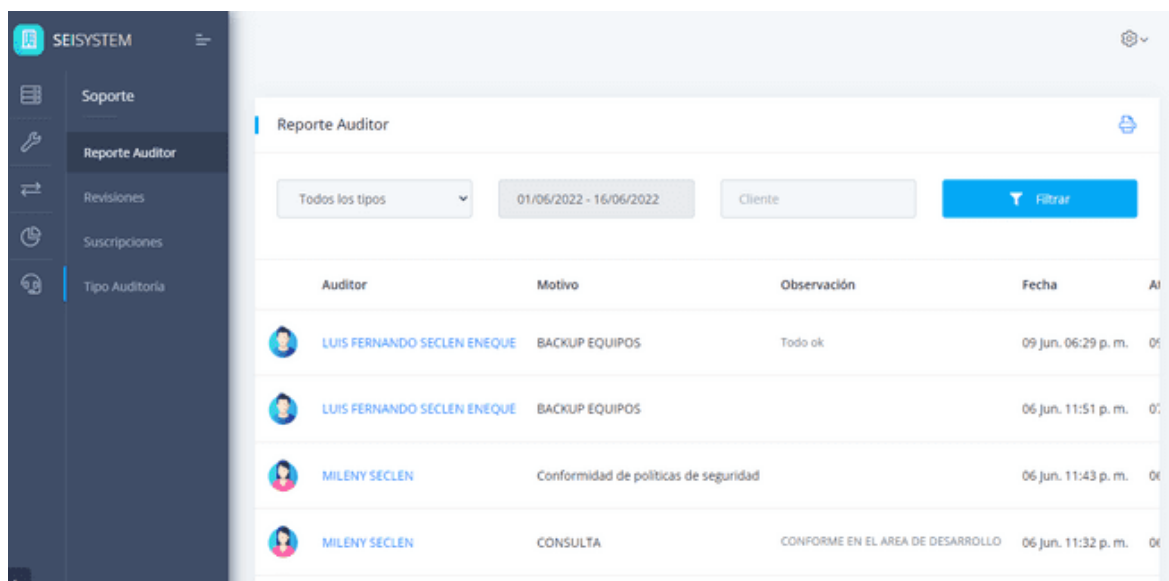 SEISYSTEM
Soporte
Reporte Auditor
Revisiones
Suscripciones
Tipo Auditoría
Reporte Auditor
Todos los tipos
01/06/2022 - 16/06/2022
Cliente
Filtrar
Auditor Motivo Observación Fecha
LUIS FERNANDO SECLEN ENEQUE BACKUP EQUIPOS Todo ok 09 Jun. 06:29 p. m.
LUIS FERNANDO SECLEN ENEQUE BACKUP EQUIPOS 06 Jun. 11:51 p. m.
MILENY SECLEN Conformidad de políticas de seguridad 06 Jun. 11:43 p. m.
MILENY SECLEN CONSULTA CONFORME EN EL AREA DE DESARROLLO 06 Jun. 11:32 p. m.